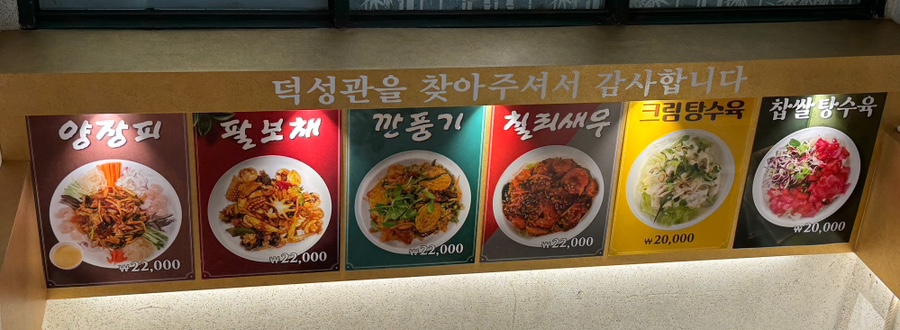 덕성관을 찾아주셔서 감사합니다
양장피
₩22,000
팔보채
₩22,000
깐풍기
₩22,000
칠리새우
₩22,000
크림탕수육
₩20,000
찹쌀탕수육
₩20,000